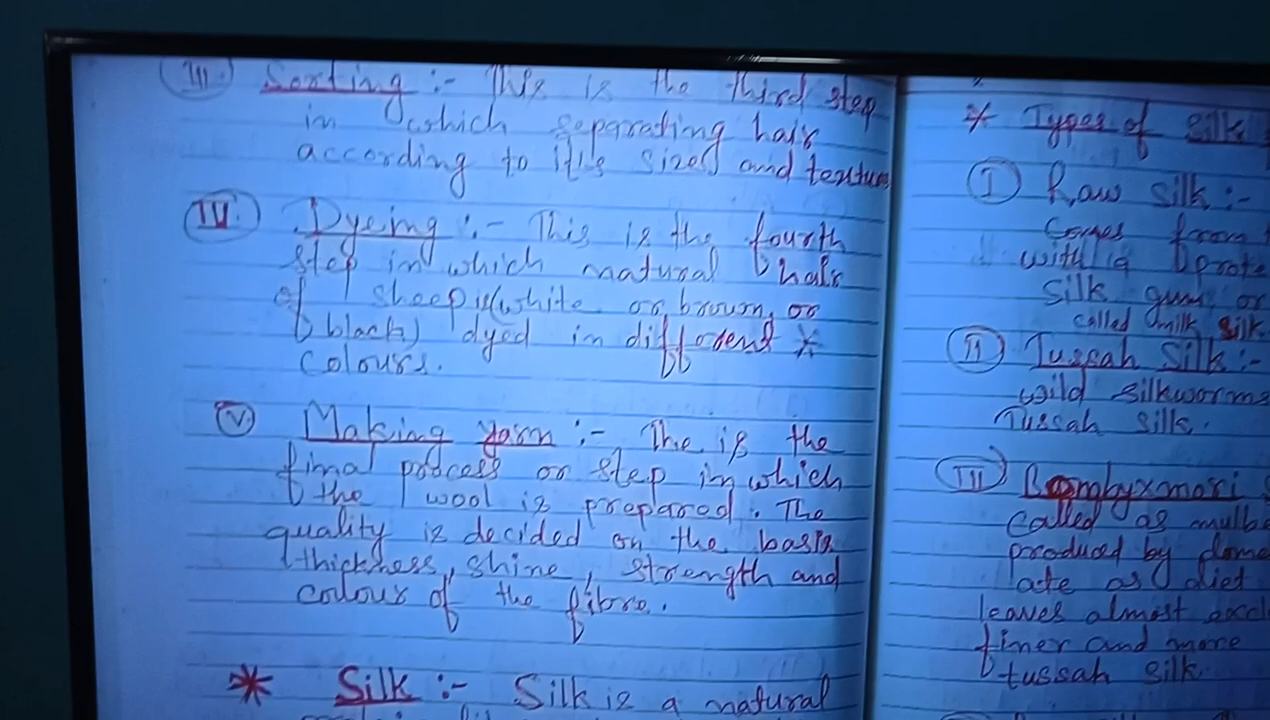 III. Sorting :- This is the third step
in which separating hair
according to it's sized and texture
IV. Dyeing :- This is the fourth
step in which natural hair
of sheep is (white or brown, or
black) dyed in different *
colours.
V. Making yarn :- The is the
final process or step in which
the wool is prepared. The
quality is decided on the basis
thickness, shine, strength and
colour of the fibre.
* Silk :- Silk is a natural
* Types of Silk
I Raw Silk :-
Comes from
with a prote
Silk gum or
called milk silk.
II Tussah Silk :-
wild silkworms
Tussah silk.
III Bombyxmori
called as mulbe
produced by dome
ate as diet
leaves almost excl
finer and more
tussah silk.